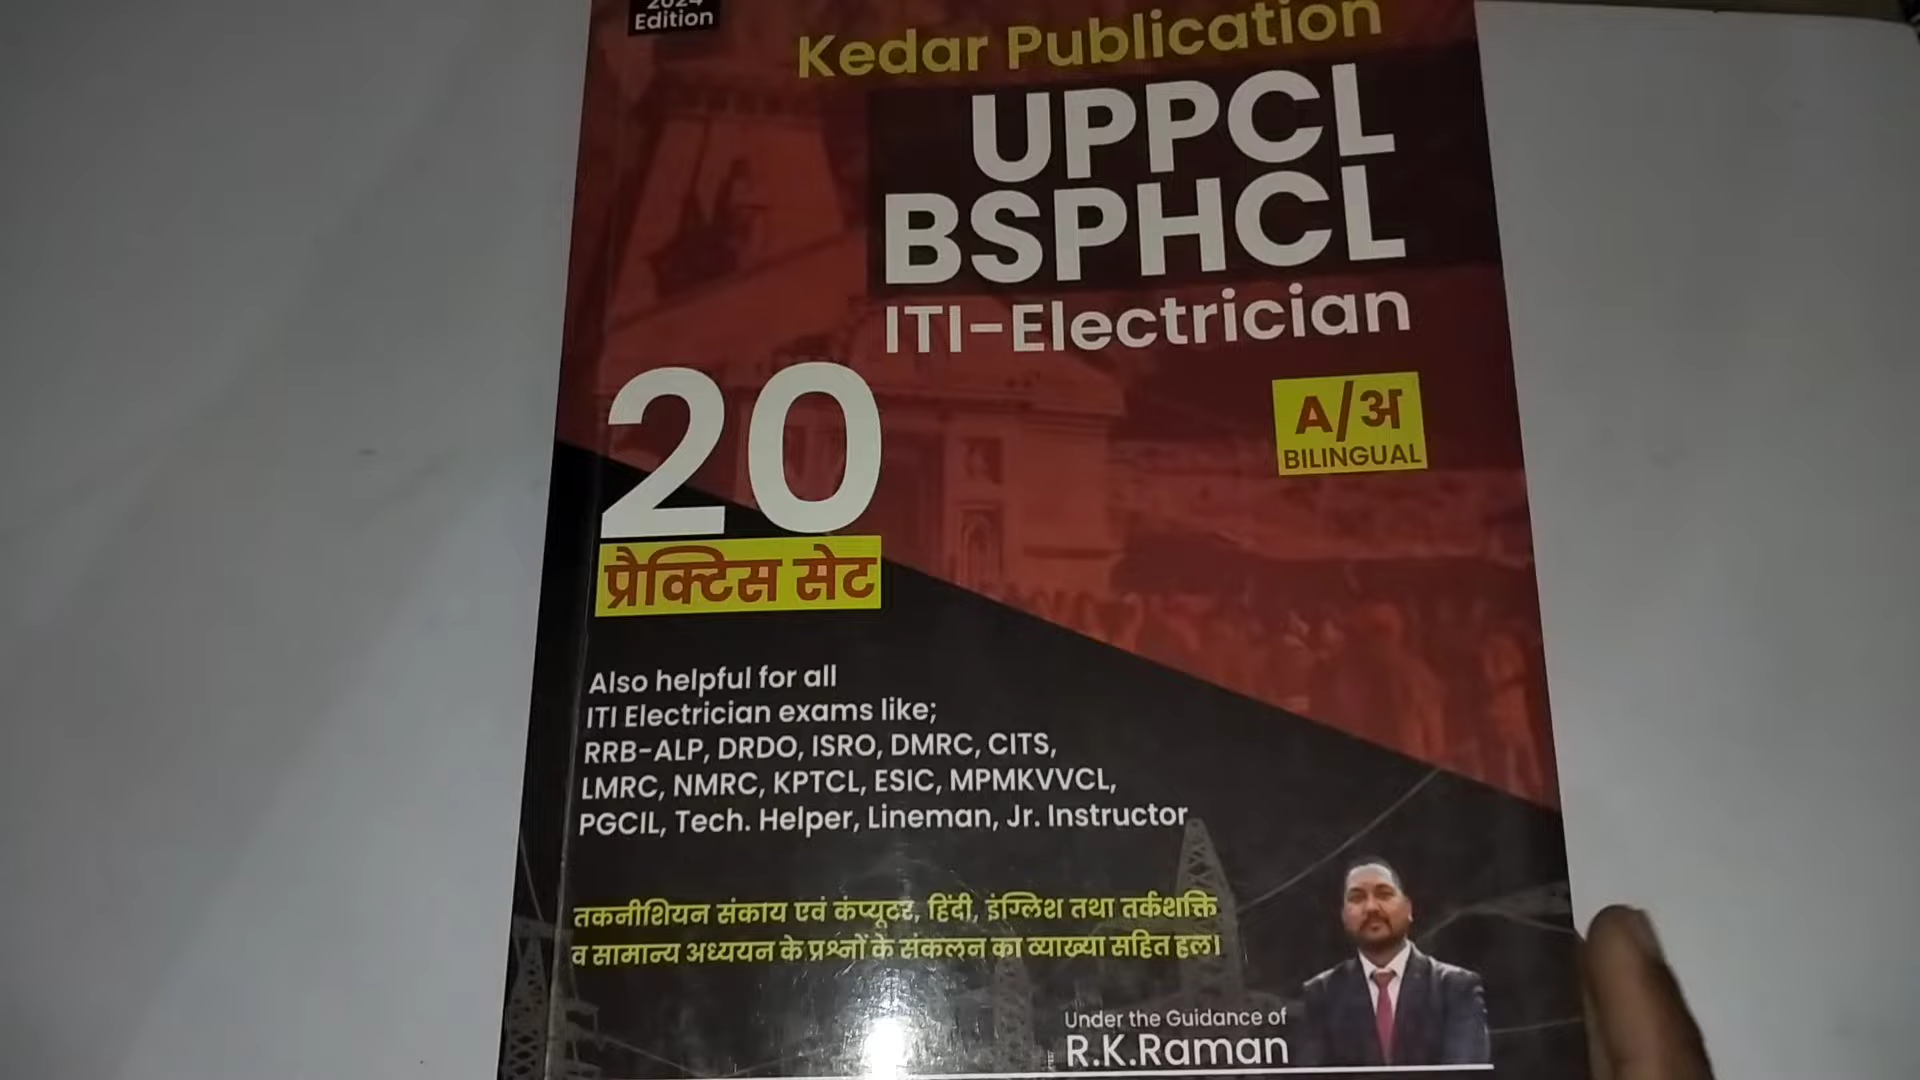 2024
Edition
Kedar Publication
UPPCL
BSPHCL
ITI-Electrician
A/अ
BILINGUAL
20
प्रैक्टिस सेट
Also helpful for all
ITI Electrician exams like;
RRB-ALP, DRDO, ISRO, DMRC, CITS,
LMRC, NMRC, KPTCL, ESIC, MPMKVVCL,
PGCIL, Tech. Helper, Lineman, Jr. Instructor
तकनीशियन संकाय एवं कंप्यूटर, हिंदी, इंग्लिश तथा तर्कशक्ति
व सामान्य अध्ययन के प्रश्नों के संकलन का व्याख्या सहित हल।
Under the Guidance of
R.K.Raman